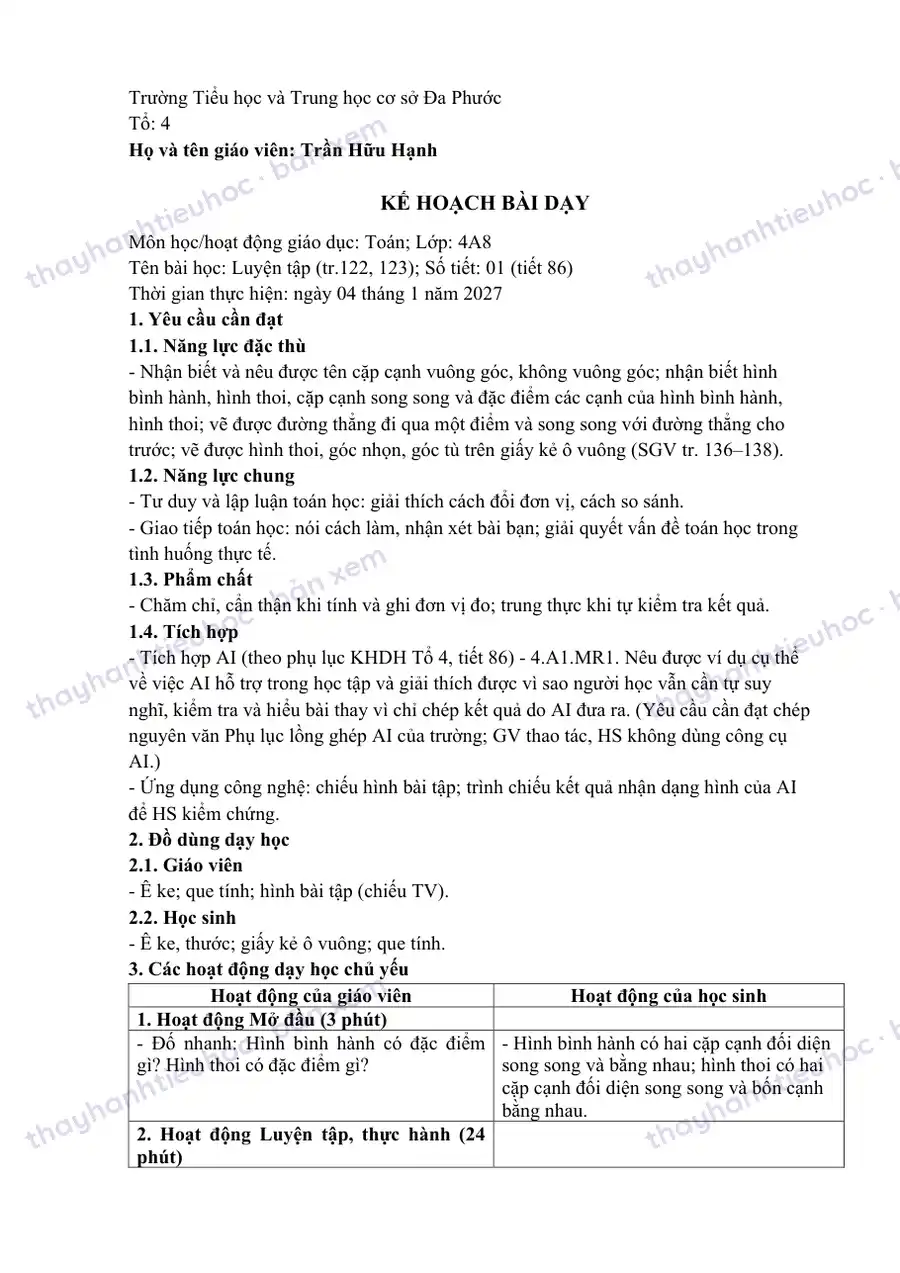 Trường Tiểu học và Trung học cơ sở Đa Phước
Tổ: 4
Họ và tên giáo viên: Trần Hữu Hạnh
KẾ HOẠCH BÀI DẠY
Môn học/hoạt động giáo dục: Toán; Lớp: 4A8
Tên bài học: Luyện tập (tr.122, 123); Số tiết: 01 (tiết 86)
Thời gian thực hiện: ngày 04 tháng 1 năm 2027
1. Yêu cầu cần đạt
1.1. Năng lực đặc thù
- Nhận biết và nêu được tên cặp cạnh vuông góc, không vuông góc; nhận biết hình
bình hành, hình thoi, cặp cạnh song song và đặc điểm các cạnh của hình bình hành,
hình thoi; vẽ được đường thẳng đi qua một điểm và song song với đường thẳng cho
trước; vẽ được hình thoi, góc nhọn, góc tù trên giấy kẻ ô vuông (SGV tr. 136–138).
1.2. Năng lực chung
- Tư duy và lập luận toán học: giải thích cách đổi đơn vị, cách so sánh.
- Giao tiếp toán học: nói cách làm, nhận xét bài bạn; giải quyết vấn đề toán học trong
tình huống thực tế.
1.3. Phẩm chất
- Chăm chỉ, cẩn thận khi tính và ghi đơn vị đo; trung thực khi tự kiểm tra kết quả.
1.4. Tích hợp
- Tích hợp AI (theo phụ lục KHDH Tổ 4, tiết 86) - 4.A1.MR1. Nêu được ví dụ cụ thể
về việc AI hỗ trợ trong học tập và giải thích được vì sao người học vẫn cần tự suy
nghĩ, kiểm tra và hiểu bài thay vì chỉ chép kết quả do AI đưa ra. (Yêu cầu cần đạt chép
nguyên văn Phụ lục lồng ghép AI của trường; GV thao tác, HS không dùng công cụ
AI.)
- Ứng dụng công nghệ: chiếu hình bài tập; trình chiếu kết quả nhận dạng hình của AI
để HS kiểm chứng.
2. Đồ dùng dạy học
2.1. Giáo viên
- Ê ke; que tính; hình bài tập (chiếu TV).
2.2. Học sinh
- Ê ke, thước; giấy kẻ ô vuông; que tính.
3. Các hoạt động dạy học chủ yếu
Hoạt động của giáo viên
Hoạt động của học sinh
1. Hoạt động Mở đầu (3 phút)
- Đố nhanh: Hình bình hành có đặc điểm
gì? Hình thoi có đặc điểm gì?
- Hình bình hành có hai cặp cạnh đối diện
song song và bằng nhau; hình thoi có hai
cặp cạnh đối diện song song và bốn cạnh
bằng nhau.
2. Hoạt động Luyện tập, thực hành (24
phút)
thayhanhtieuhoc · bản xem
thayhanhtieuhoc · b
thayhanhtieuhoc · bản xem
thayhanhtieuhoc · b
thayhanhtieuhoc · bản xem
thayhanhtieuhoc · b